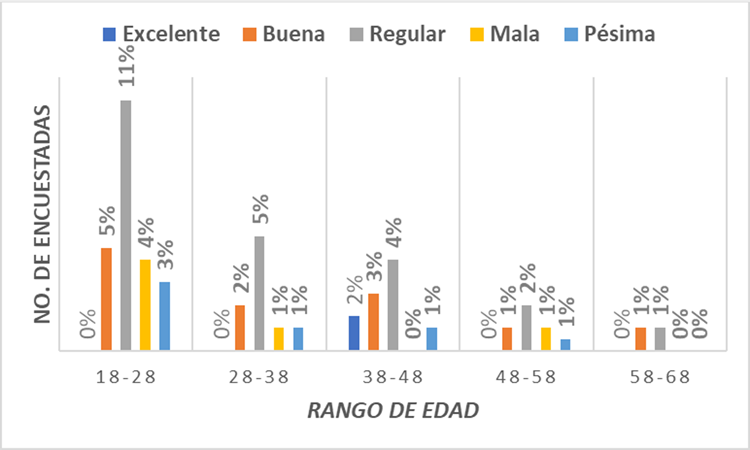 Excelente Buena Regular Mala Pésima
NO. DE ENCUESTADAS
0% 5% 11% 4% 3%
0% 2% 5% 1% 1%
2% 3% 4% 0% 1%
0% 1% 2% 1% 1%
0% 1% 1% 0% 0%
18-28 28-38 38-48 48-58 58-68
RANGO DE EDAD